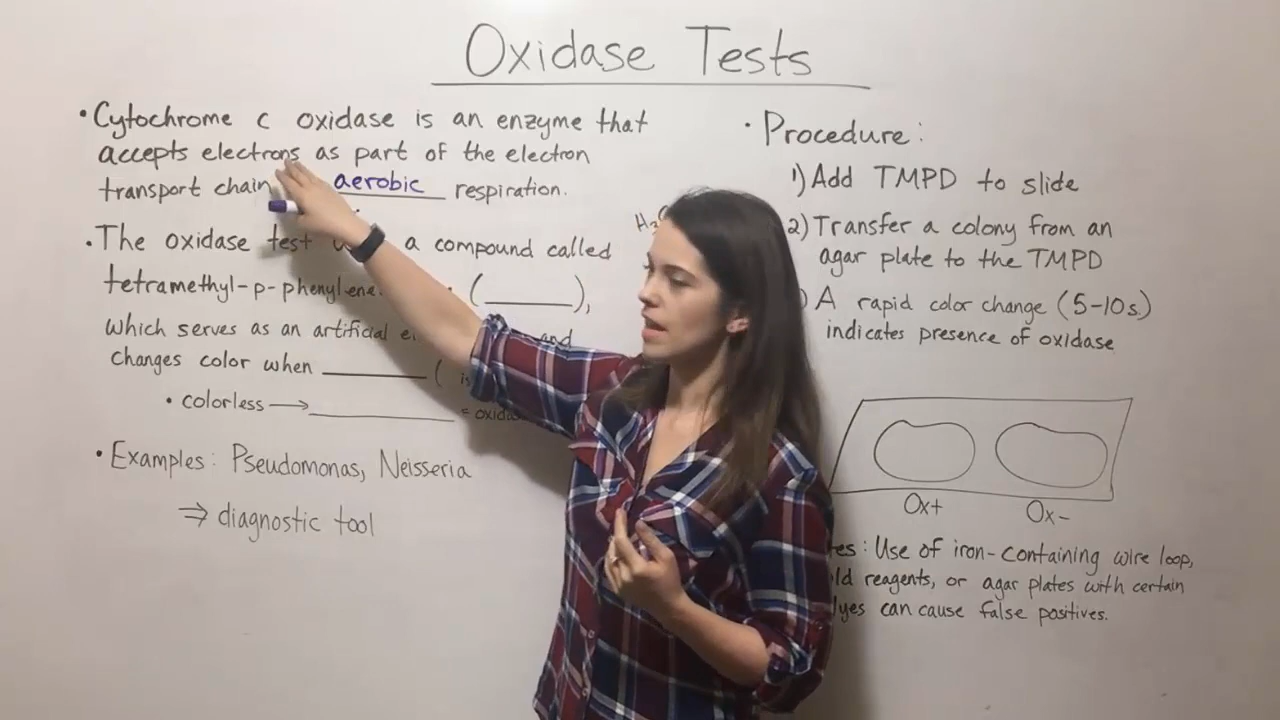 Oxidase Tests
• Cytochrome c oxidase is an enzyme that
accepts electrons as part of the electron
transport chain aerobic respiration.
• The oxidase test a compound called
tetramethyl-p-phenylene (______),
which serves as an artificial and
changes color when ______ (
• colorless → ______ =
• Examples: Pseudomonas, Neisseria
⇒ diagnostic tool
• Procedure:
1) Add TMPD to slide
2) Transfer a colony from an
agar plate to the TMPD
) A rapid color change (5-10s.)
indicates presence of oxidase
Ox+
Ox-
: Use of iron-containing wire loop,
reagents, or agar plates with certain
can cause false positives.